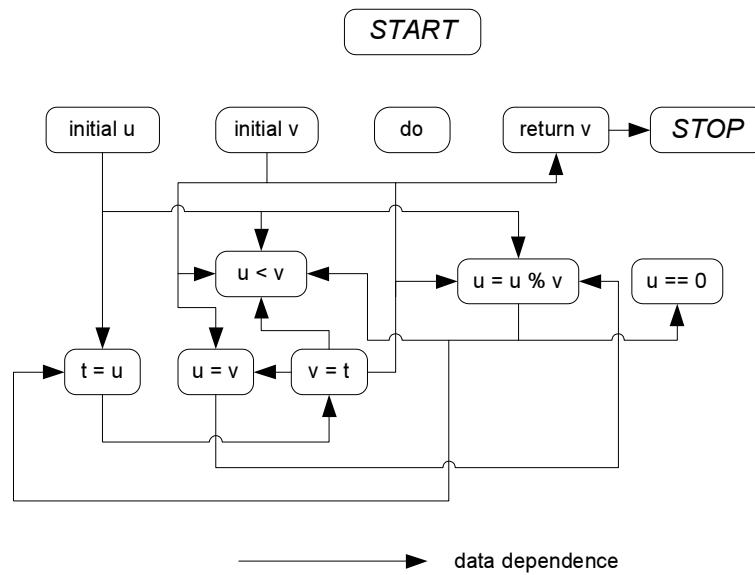 START
initial u
initial v
do
return v
STOP
u < v
u = u % v
u == 0
t = u
u = v
v = t
data dependence